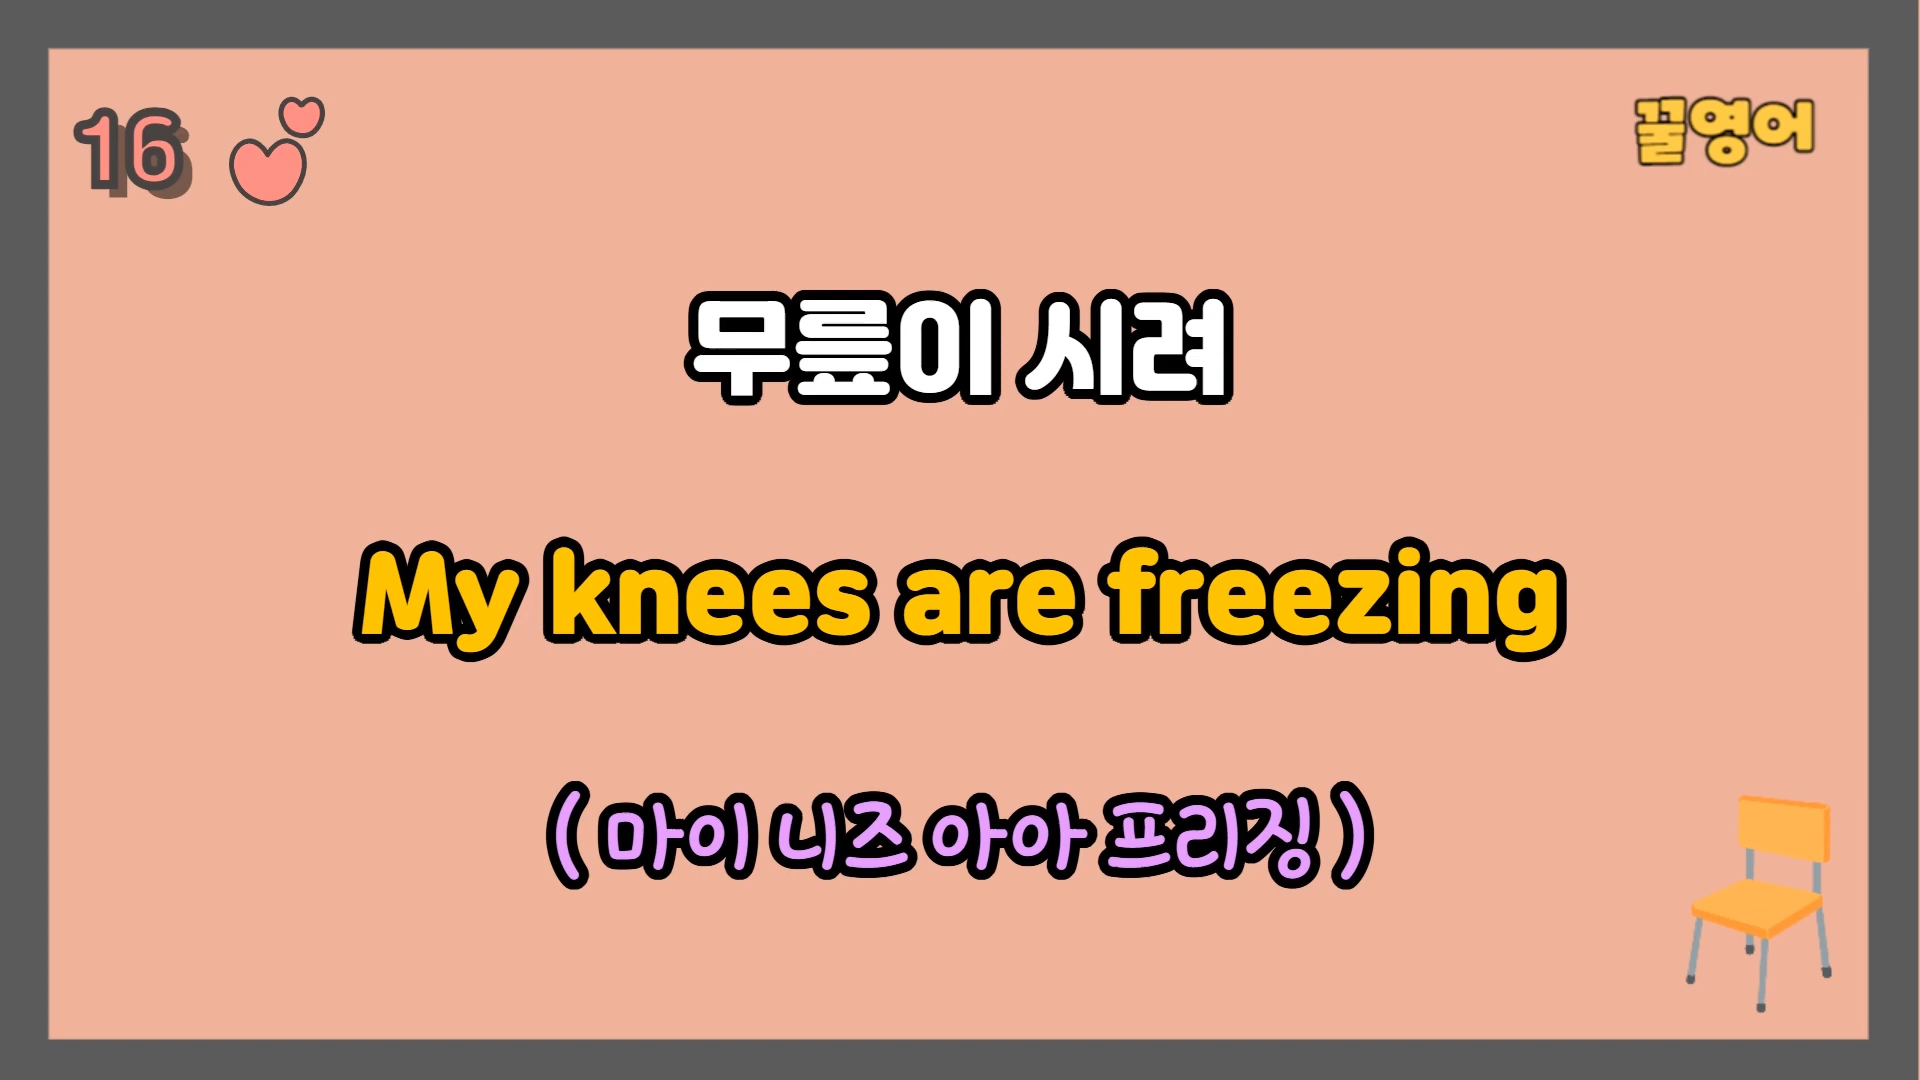 16
꿀영어
무릎이 시려
My knees are freezing
( 마이 니즈 아아 프리징 )